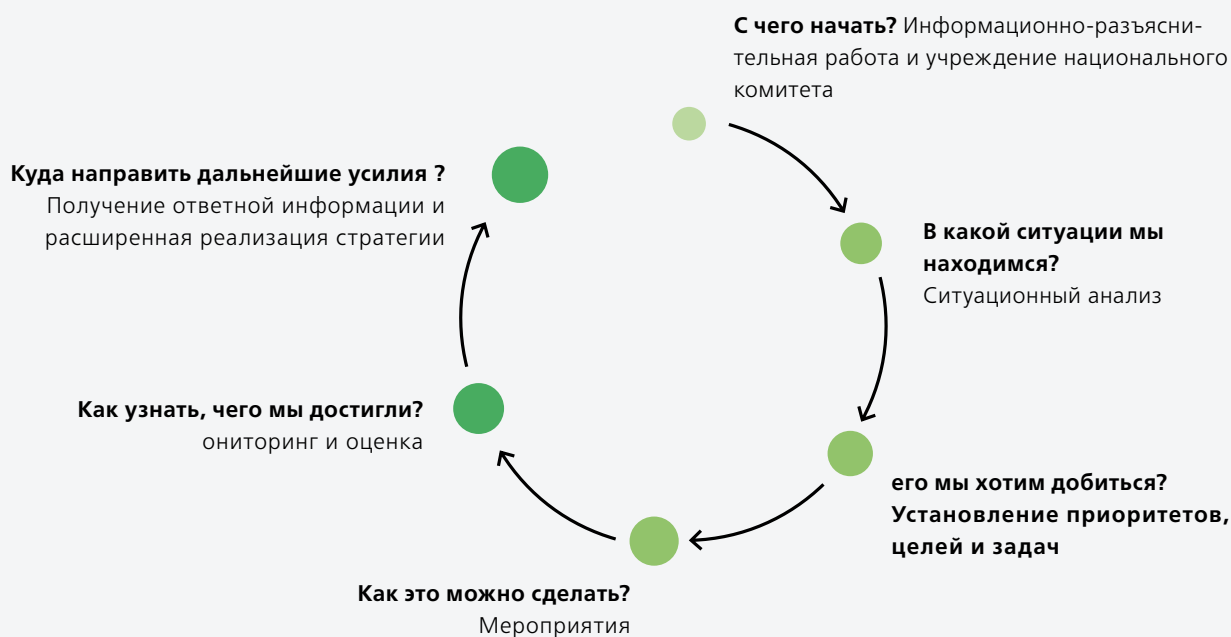 С чего начать? Информационно-разъясни-
тельная работа и учреждение национального
комитета
В какой ситуации мы
находимся?
Ситуационный анализ
его мы хотим добиться?
Установление приоритетов,
целей и задач
Как это можно сделать?
Мероприятия
Как узнать, чего мы достигли?
ониторинг и оценка
Куда направить дальнейшие усилия ?
Получение ответной информации и
расширенная реализация стратегии